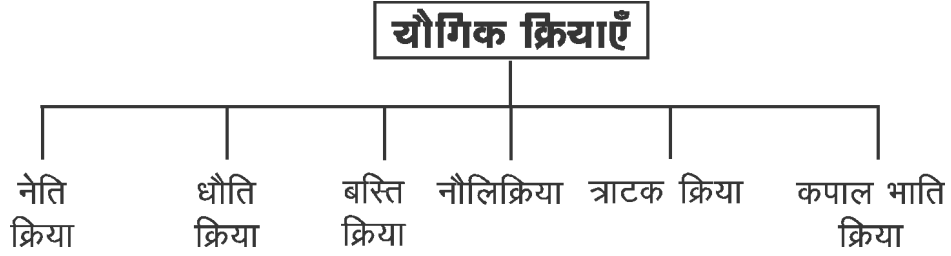 यौगिक क्रियाएँ
नेति
क्रिया
धौति
क्रिया
बस्ति
क्रिया
नौलिक्रिया
त्राटक क्रिया
कपाल भाति
क्रिया